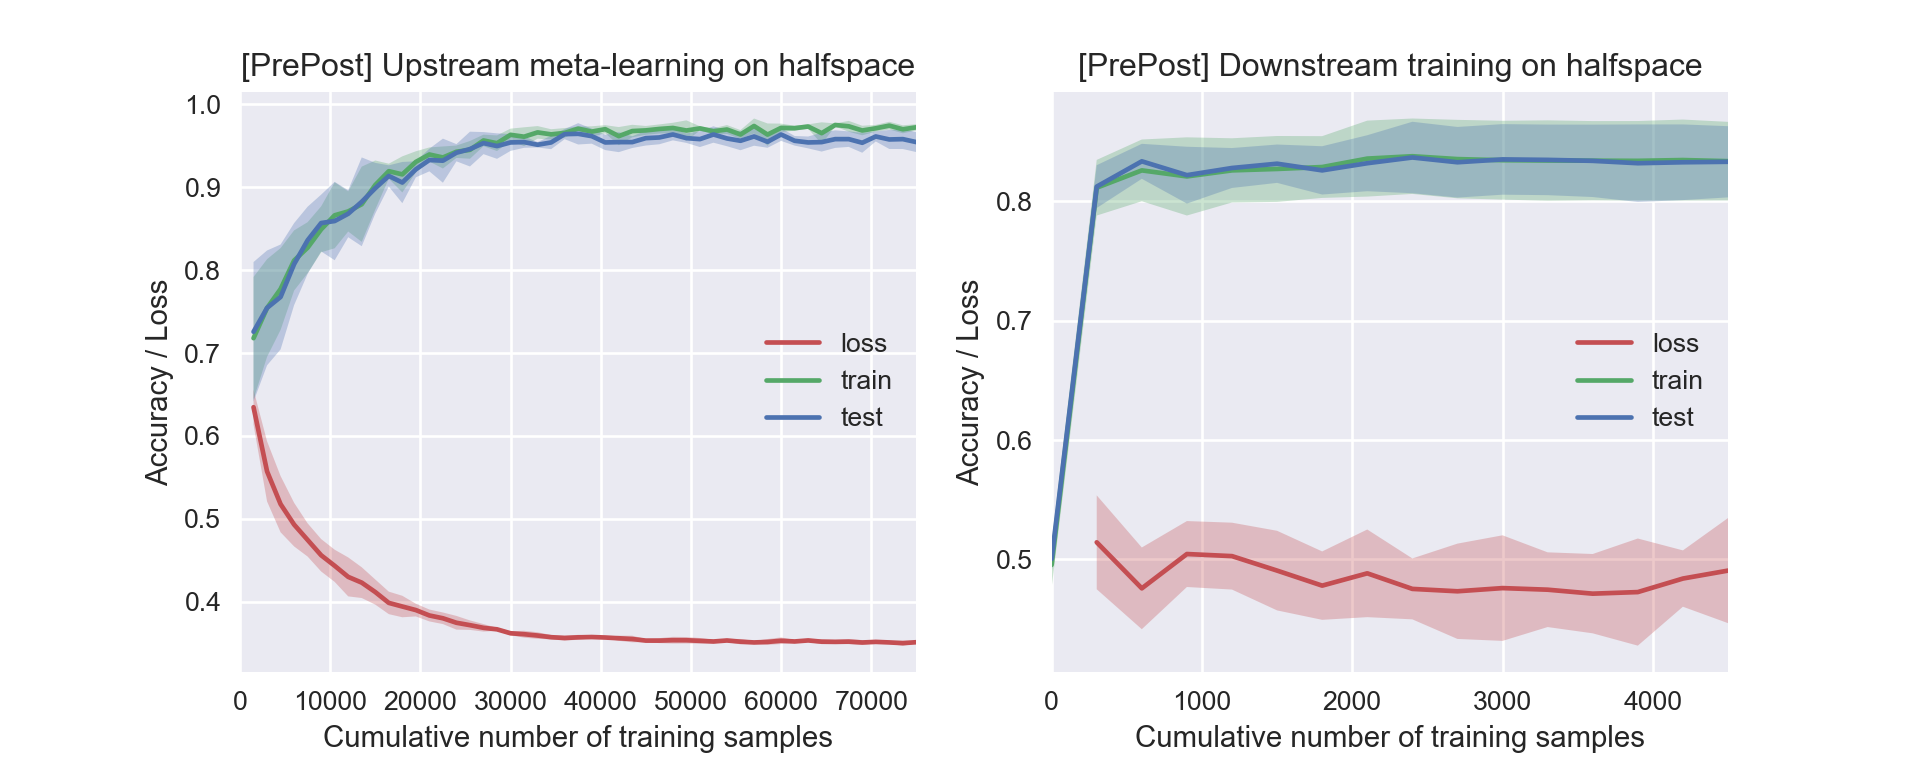 [PrePost] Upstream meta-learning on halfspace
1.0
0.9
0.8
0.7
0.6
0.5
0.4
Accuracy / Loss
loss
train
test
0 10000 20000 30000 40000 50000 60000 70000
Cumulative number of training samples
[PrePost] Downstream training on halfspace
0.8
0.7
0.6
0.5
Accuracy / Loss
loss
train
test
0 1000 2000 3000 4000
Cumulative number of training samples